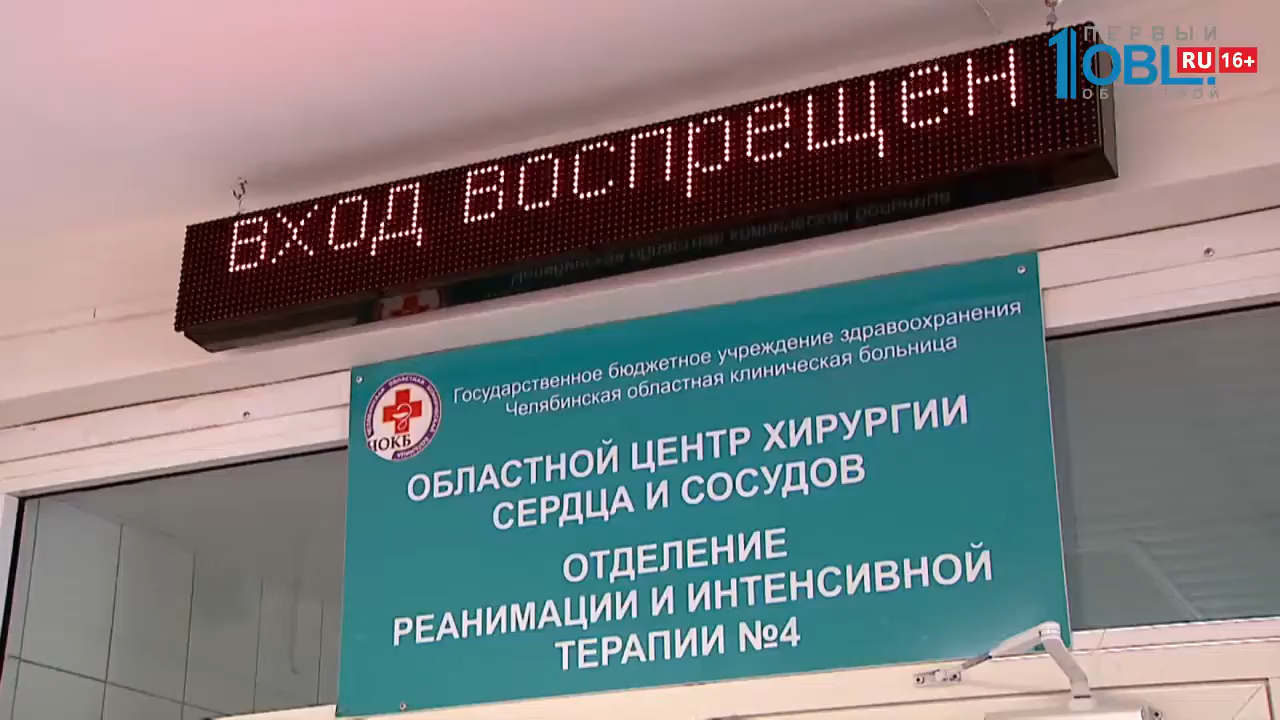 ПЕРВЫЙ
1OBL.
RU 16+
вход воспрещен
Государственное бюджетное учреждение здравоохранения
Челябинская областная клиническая больница
ЧОКБ
ОБЛАСТНОЙ ЦЕНТР ХИРУРГИИ
СЕРДЦА И СОСУДОВ
ОТДЕЛЕНИЕ
РЕАНИМАЦИИ И ИНТЕНСИВНОЙ
ТЕРАПИИ №4